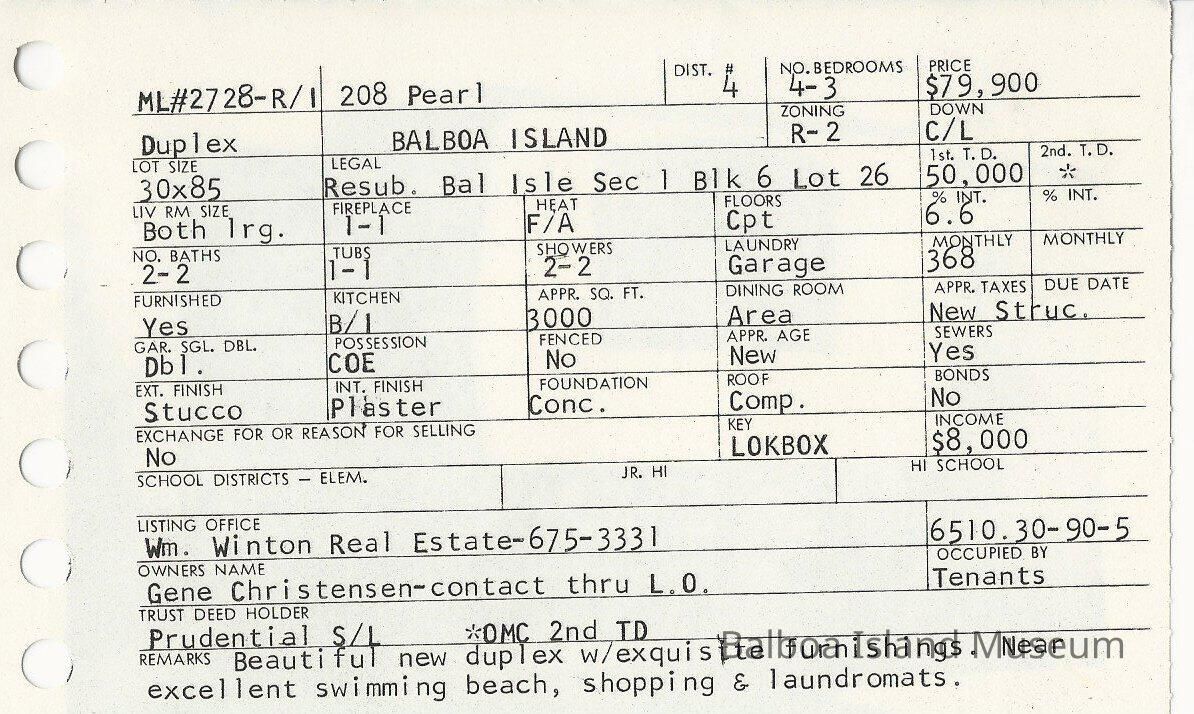 DIST. # NO. BEDROOMS PRICE
ML#2728-R/I 208 Pearl 4 4-3 $79,900
ZONING DOWN
Duplex BALBOA ISLAND R-2 C/L
LOT SIZE LEGAL 1st. T. D. 2nd. T. D.
30x85 Resub. Bal Isle Sec 1 Blk 6 Lot 26 50,000 *
LIV RM SIZE FIREPLACE HEAT FLOORS % INT. % INT.
Both lrg. 1-1 F/A Cpt 6.6
NO. BATHS TUBS SHOWERS LAUNDRY MONTHLY MONTHLY
2-2 1-1 2-2 Garage 368
FURNISHED KITCHEN APPR. SQ. FT. DINING ROOM APPR. TAXES DUE DATE
Yes B/I 3000 Area New Struc.
GAR. SGL. DBL. POSSESSION FENCED APPR. AGE SEWERS
Dbl. COE No New Yes
EXT. FINISH INT. FINISH FOUNDATION ROOF BONDS
Stucco Plaster Conc. Comp. No
EXCHANGE FOR OR REASON FOR SELLING KEY INCOME
No LOKBOX $8,000
SCHOOL DISTRICTS — ELEM. JR. HI HI SCHOOL
LISTING OFFICE
Wm. Winton Real Estate-675-3331 6510.30-90-5
OWNERS NAME OCCUPIED BY
Gene Christensen-contact thru L.O. Tenants
TRUST DEED HOLDER
Prudential S/L *OMC 2nd TD
REMARKS Beautiful new duplex w/exquisite furnishings. Near
Balboa Island Museum
excellent swimming beach, shopping & laundromats.